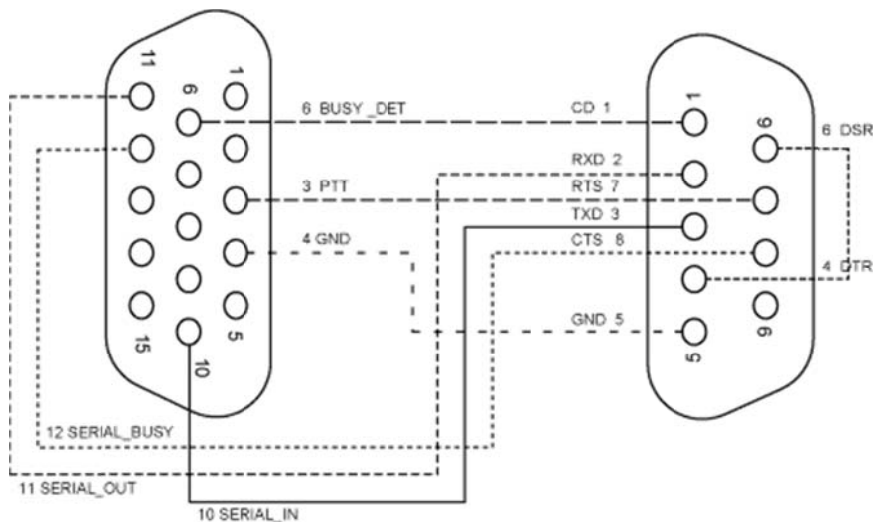 11
1
6
6 BUSY_DET
CD 1
1
6
6 DSR
RXD 2
3 PTT
RTS 7
TXD 3
4 GND
CTS 8
4 DTR
15
10
5
GND 5
5
9
12 SERIAL_BUSY
11 SERIAL_OUT
10 SERIAL_IN